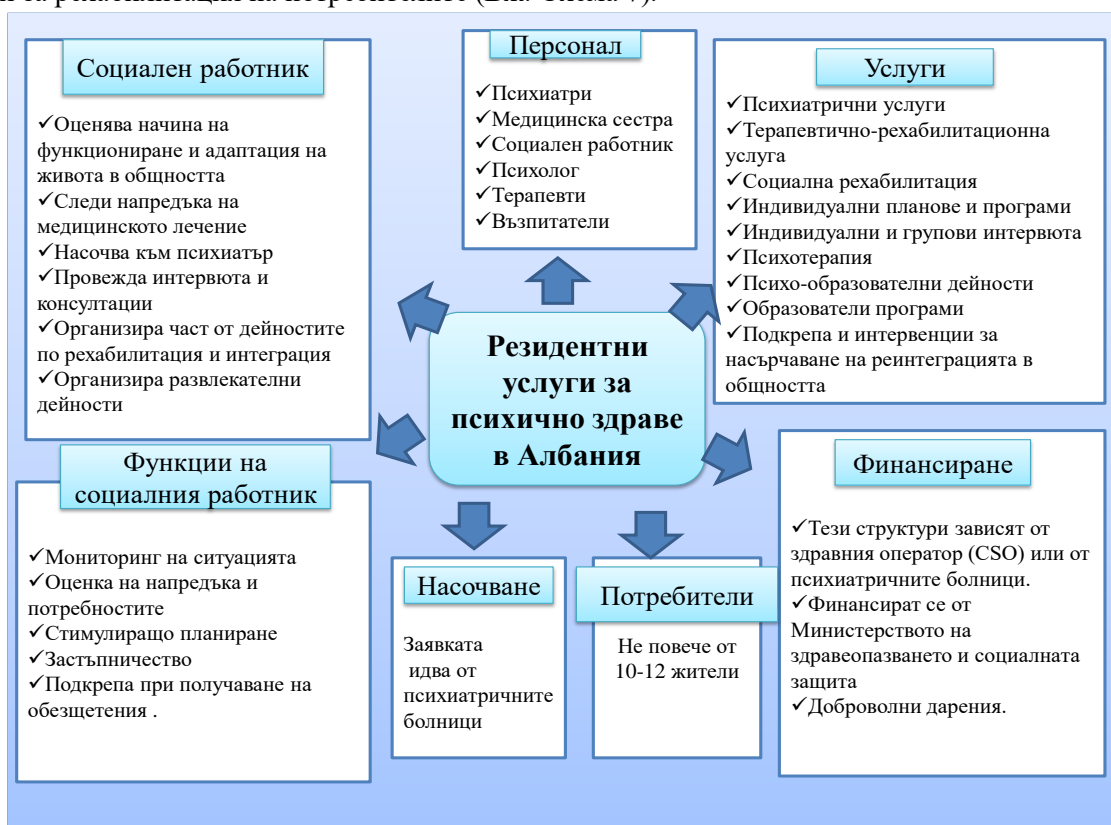 Социален работник
✓Оценява начина на
функциониране и адаптация на
живота в общността
✓Следи напредъка на
медицинското лечение
✓Насочва към психиатър
✓Провежда интервюта и
консултации
✓Организира част от дейностите
по рехабилитация и интеграция
✓Организира развлекателни
дейности
Персонал
✓Психиатри
✓Медицинска сестра
✓Социален работник
✓Психолог
✓Терапевти
✓Възпитатели
Услуги
✓Психиатрични услуги
✓Терапевтично-рехабилитационна
услуга
✓Социална рехабилитация
✓Индивидуални планове и програми
✓Индивидуални и групови интервюта
✓Психотерапия
✓Психо-образователни дейности
✓Образователи програми
✓Подкрепа и интервенции за
насърчаване на реинтеграцията в
общността
Резидентни
услуги за
психично здраве
в Албания
Функции на
социалния работник
✓Мониторинг на ситуацията
✓Оценка на напредъка и
потребностите
✓Стимулиращо планиране
✓Застъпничество
✓Подкрепа при получаване на
обезщетения .
Насочване
Заявката
идва от
психиатричните
болници
Потребители
Не повече от
10-12 жители
Финансиране
✓Тези структури зависят от
здравния оператор (CSO) или от
психиатричните болници.
✓Финансират се от
Министерството на
здравеопазването и социалната
защита
✓Доброволни дарения.